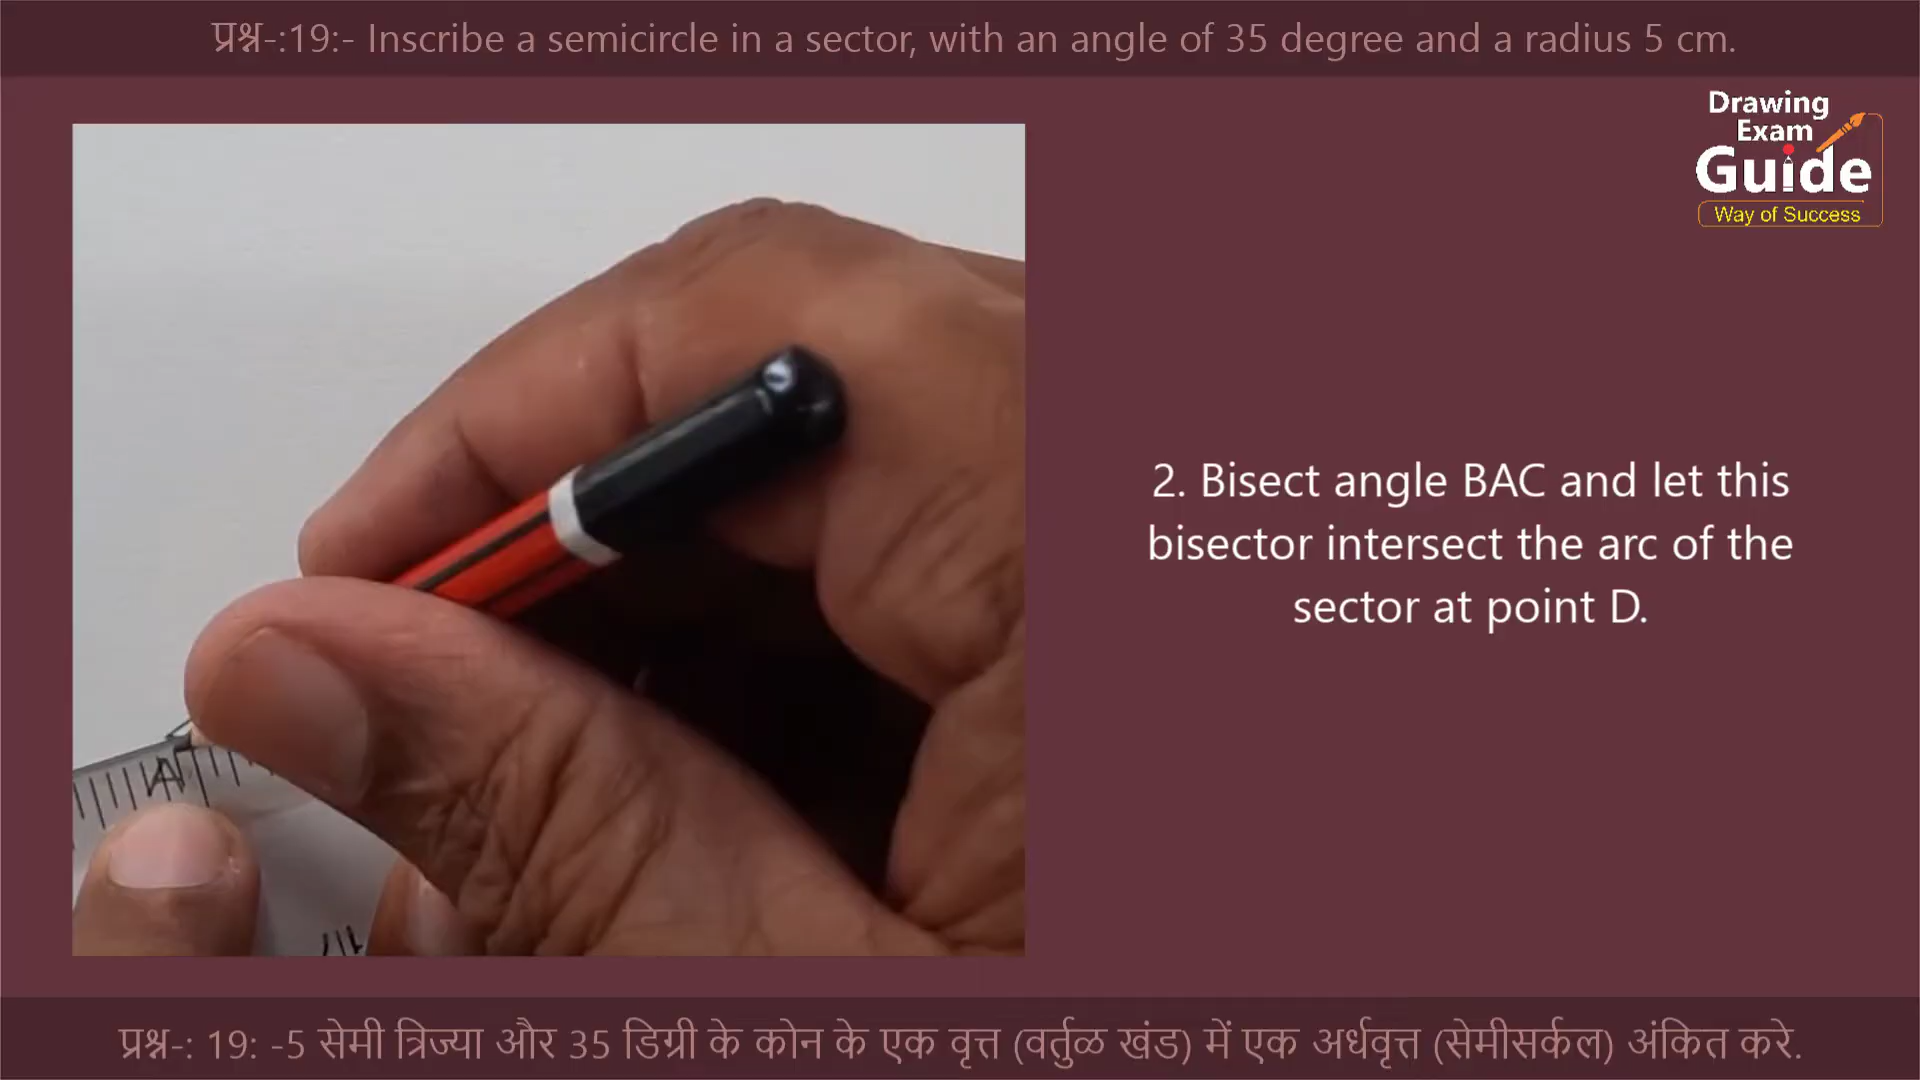 प्रश्न-:19:- Inscribe a semicircle in a sector, with an angle of 35 degree and a radius 5 cm.
Drawing
Exam
Guide
Way of Success
2. Bisect angle BAC and let this
bisector intersect the arc of the
sector at point D.
A
प्रश्न-: 19: -5 सेमी त्रिज्या और 35 डिग्री के कोन के एक वृत्त (वर्तुळ खंड) में एक अर्धवृत्त (सेमीसर्कल) अंकित करे.